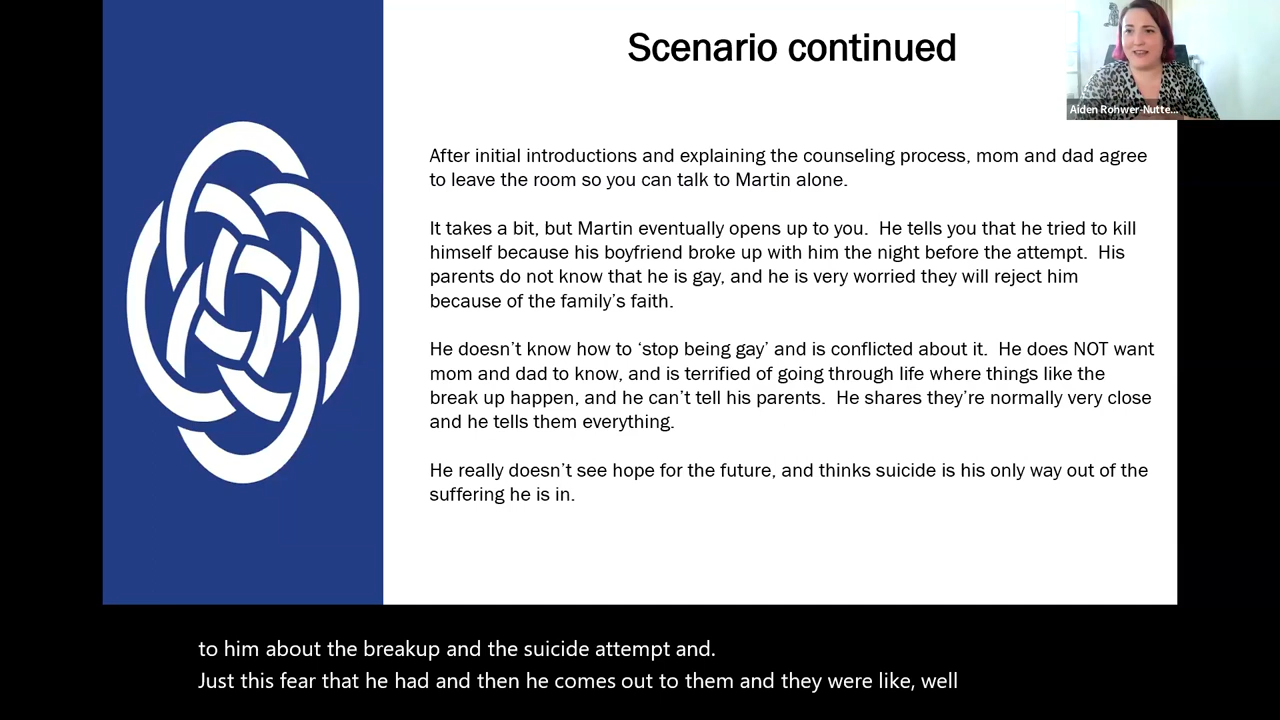 Scenario continued
Aiden Rohwer-Nutte...
After initial introductions and explaining the counseling process, mom and dad agree
to leave the room so you can talk to Martin alone.
It takes a bit, but Martin eventually opens up to you. He tells you that he tried to kill
himself because his boyfriend broke up with him the night before the attempt. His
parents do not know that he is gay, and he is very worried they will reject him
because of the family’s faith.
He doesn’t know how to ‘stop being gay’ and is conflicted about it. He does NOT want
mom and dad to know, and is terrified of going through life where things like the
break up happen, and he can’t tell his parents. He shares they’re normally very close
and he tells them everything.
He really doesn’t see hope for the future, and thinks suicide is his only way out of the
suffering he is in.
to him about the breakup and the suicide attempt and.
Just this fear that he had and then he comes out to them and they were like, well